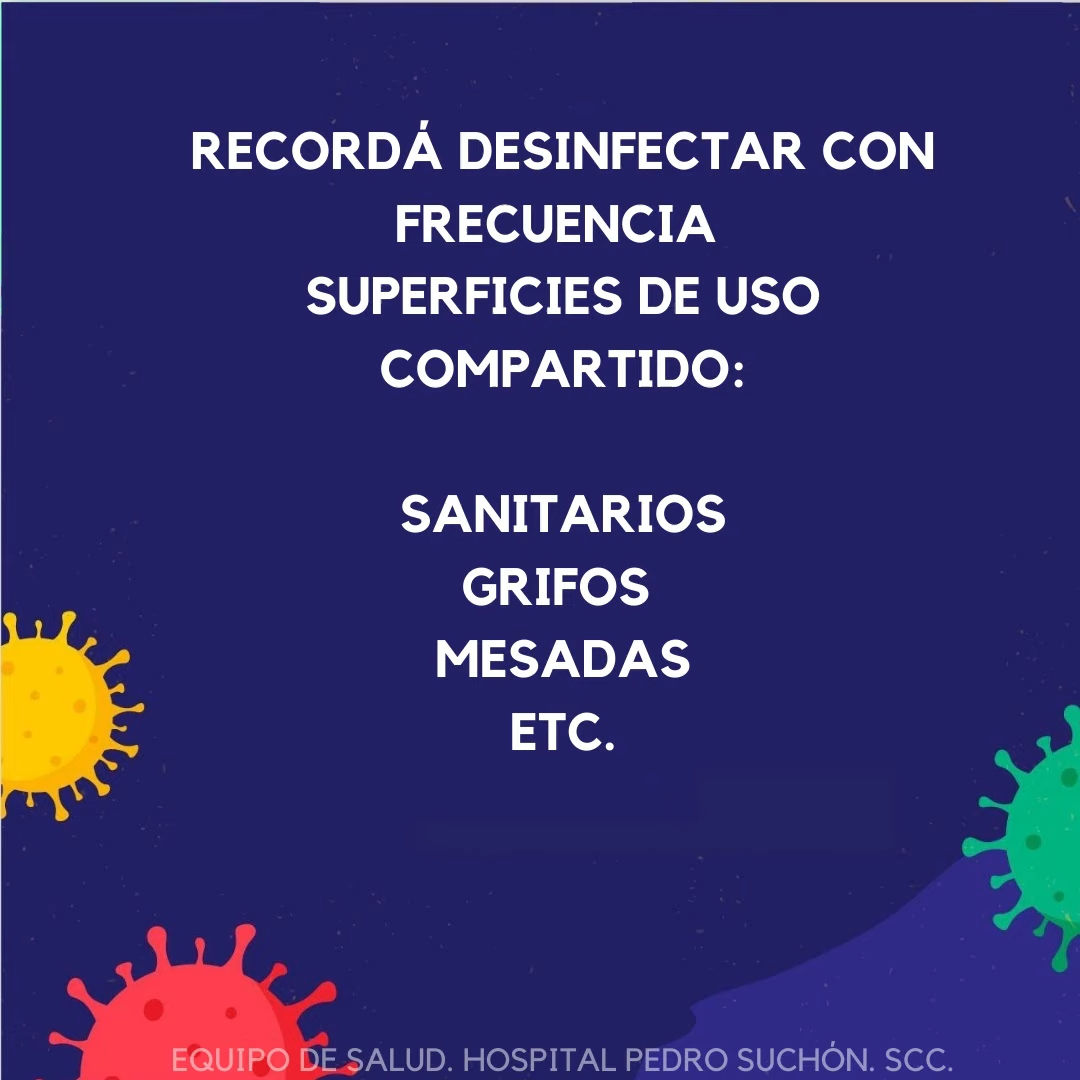 RECORDÁ DESINFECTAR CON
FRECUENCIA
SUPERFICIES DE USO
COMPARTIDO:
SANITARIOS
GRIFOS
MESADAS
ETC.
EQUIPO DE SALUD. HOSPITAL PEDRO SUCHÓN. SCC.